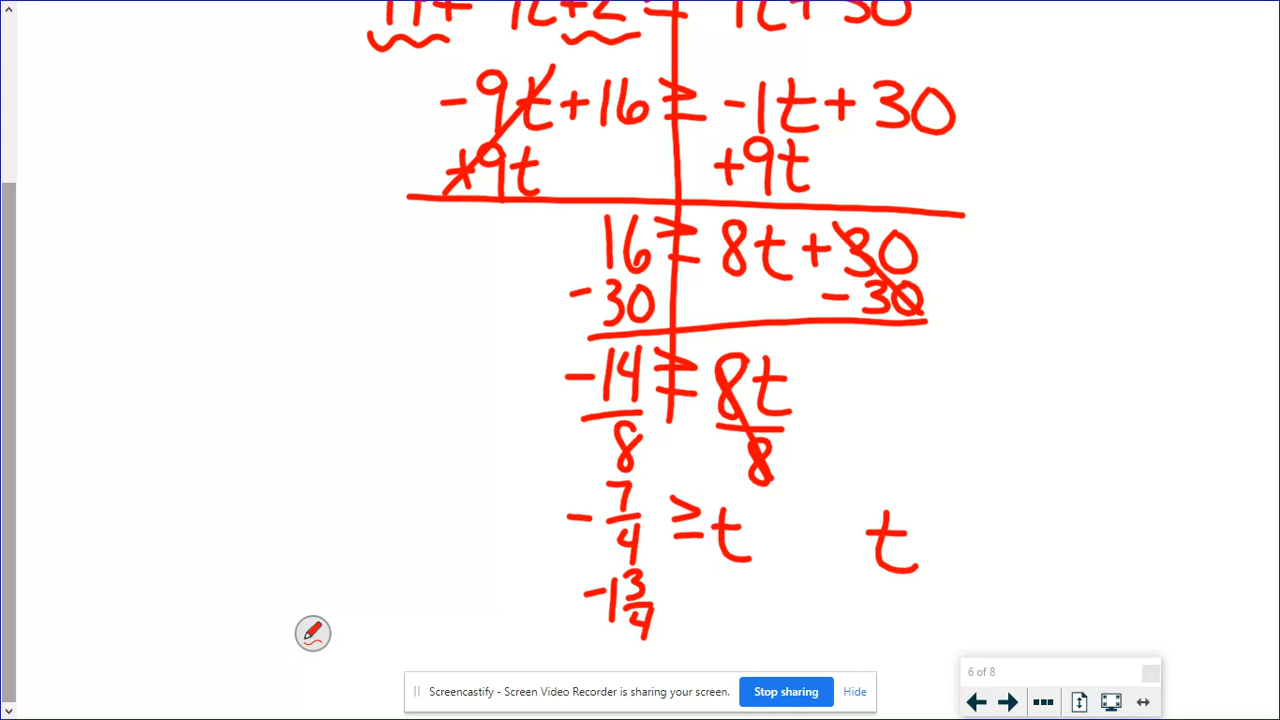 -9t + 16 ≥ -1t + 30
+9t +9t
16 ≥ 8t + 30
-30 -30
-14 ≥ 8t
8 8
-7/4 ≥ t t
-1 3/4
Screencastify - Screen Video Recorder is sharing your screen. Stop sharing Hide
6 of 8